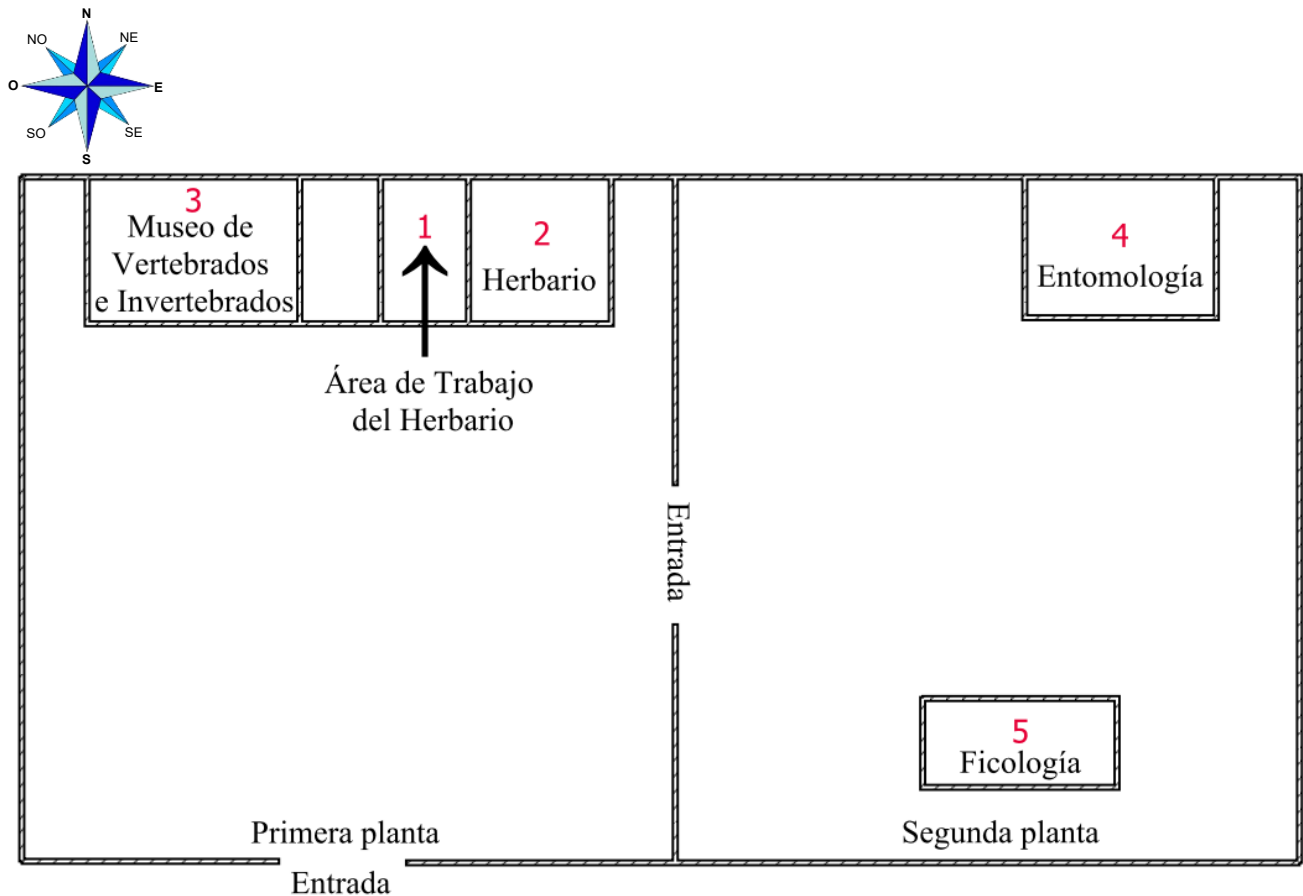 N
NO
NE
O
E
SO
SE
S
3
Museo de
Vertebrados
e Invertebrados
1
2
Herbario
Área de Trabajo
del Herbario
4
Entomología
Entrada
5
Ficología
Primera planta
Segunda planta
Entrada